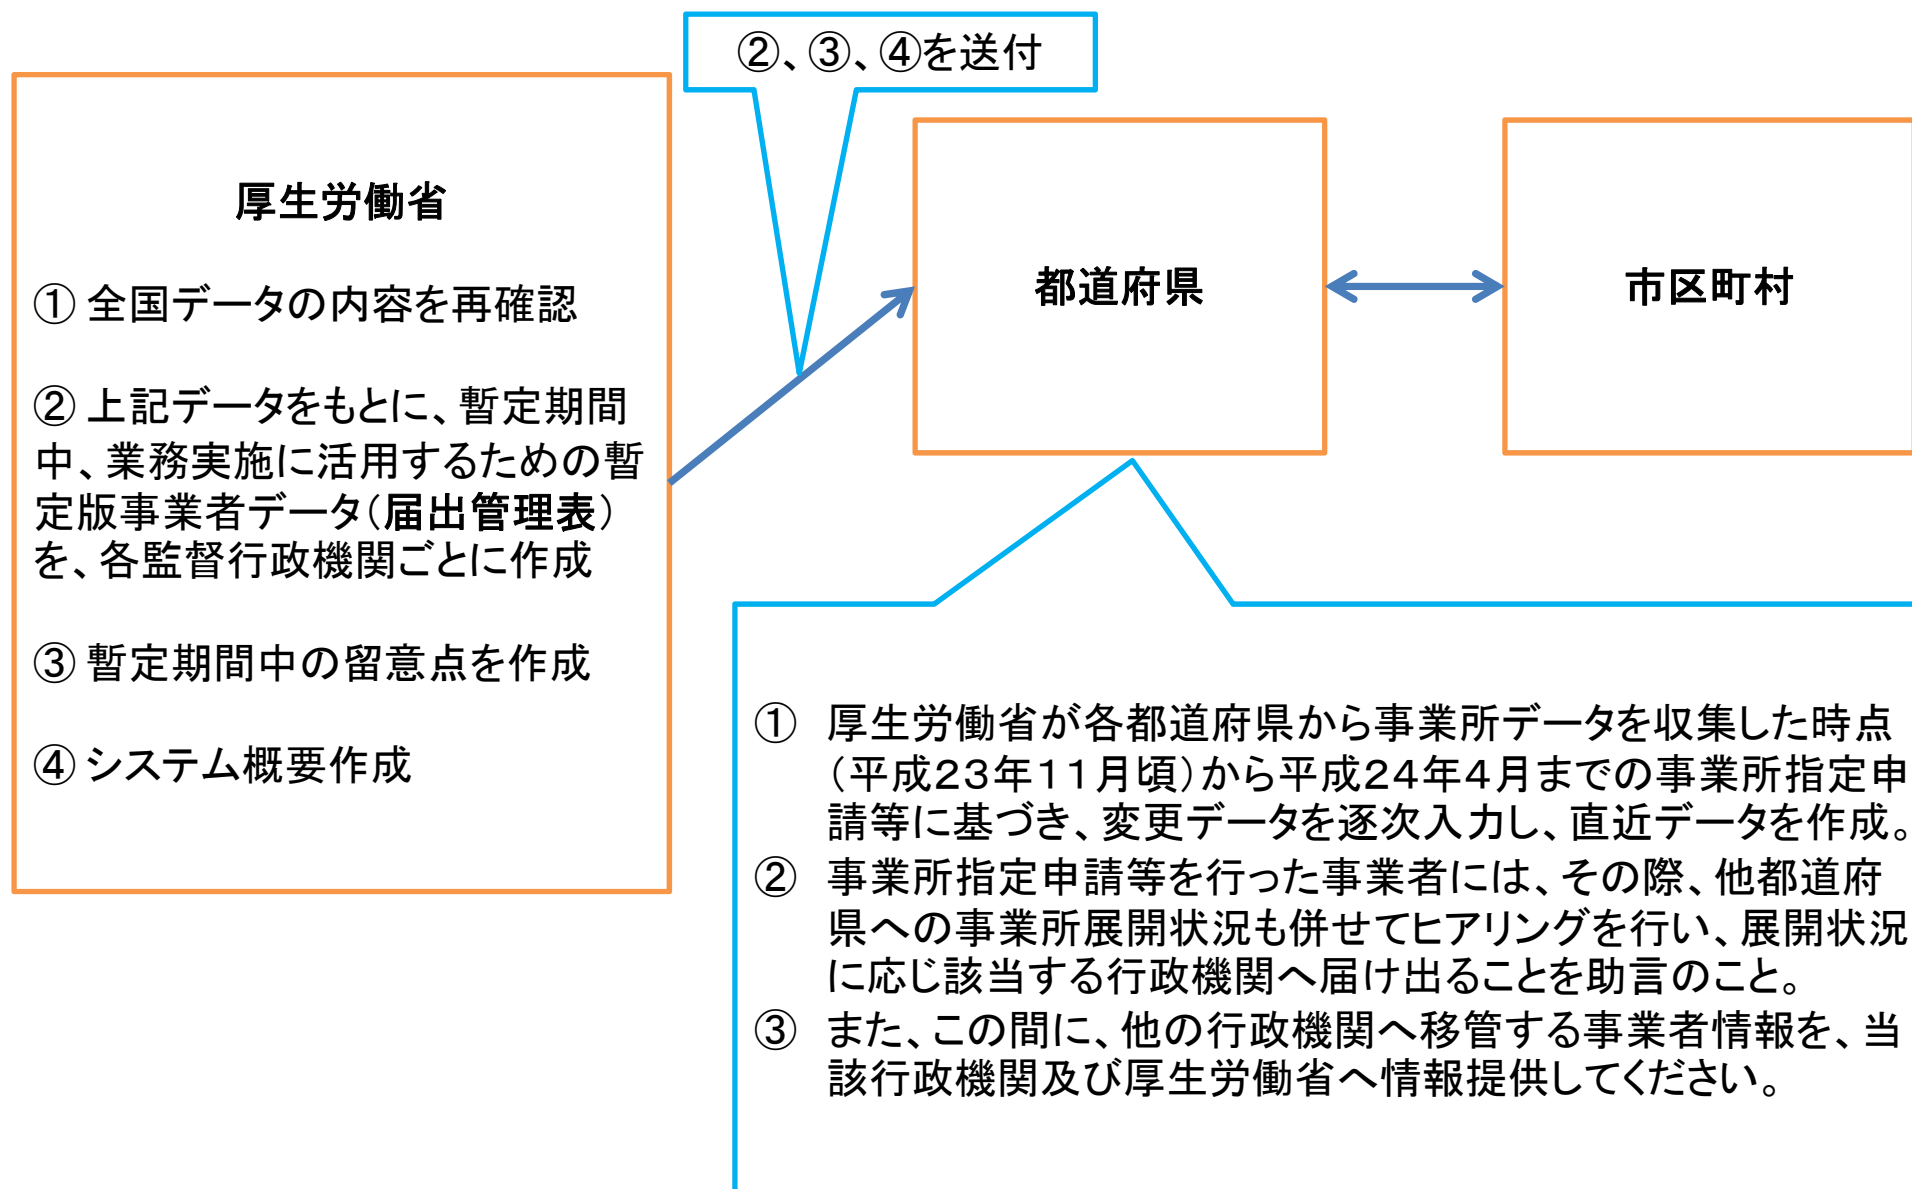 ②、③、④を送付
厚生労働省
① 全国データの内容を再確認
② 上記データをもとに、暫定期間
中、業務実施に活用するための暫
定版事業者データ(届出管理表)
を、各監督行政機関ごとに作成
③ 暫定期間中の留意点を作成
④ システム概要作成
都道府県
市区町村
① 厚生労働省が各都道府県から事業所データを収集した時点
(平成23年11月頃)から平成24年4月までの事業所指定申
請等に基づき、変更データを逐次入力し、直近データを作成。
② 事業所指定申請等を行った事業者には、その際、他都道府
県への事業所展開状況も併せてヒアリングを行い、展開状況
に応じ該当する行政機関へ届け出ることを助言のこと。
③ また、この間に、他の行政機関へ移管する事業者情報を、当
該行政機関及び厚生労働省へ情報提供してください。